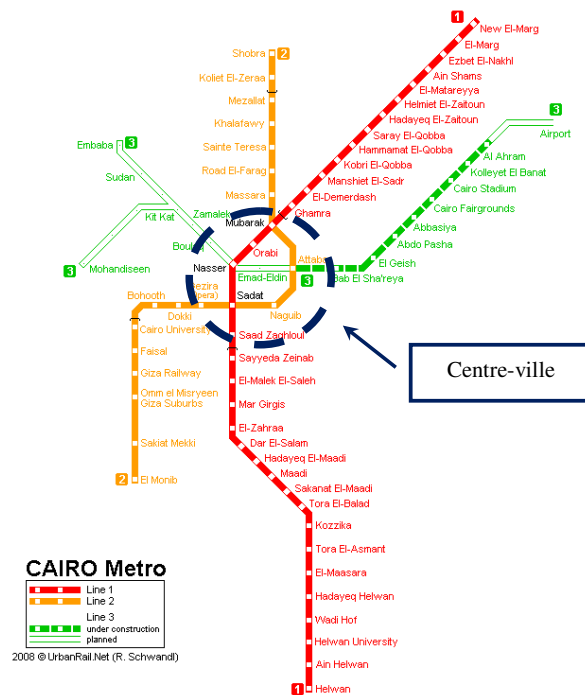 1
New El-Marg
El-Marg
Ezbet El-Nakhl
Ain Shams
El-Matareyya
Helmiet El-Zaitoun
Hadayeq El-Zaitoun
Saray El-Qobba
Hammamat El-Qobba
Kobri El-Qobba
Manshiet El-Sadr
El-Demerdash
Ghamra
Shobra
2
Koliet El-Zeraa
Mezallat
Khalafawy
Sainte Teresa
Road El-Farag
Massara
Mubarak
3
Airport
Al Ahram
Kolleyet El Banat
Cairo Stadium
Cairo Fairgrounds
Abbasiya
Abdo Pasha
El Geish
Bab El Sha'reya
Embaba
3
Sudan
Kit Kat
Zamalek
Boulaq
3
Mohandiseen
Orabi
Nasser
Emad-Eldin
Attaba
3
Sadat
Naguib
(Opera)
Bohooth
Dokki
Cairo University
Faisal
Giza Railway
Omm el Misryeen
Giza Suburbs
Sakiat Mekki
2
El Monib
Saad Zaghloul
Sayyeda Zeinab
El-Malek El-Saleh
Mar Girgis
El-Zahraa
Dar El-Salam
Hadayeq El-Maadi
Maadi
Sakanat El-Maadi
Tora El-Balad
Kozzika
Tora El-Asmant
El-Maasara
Hadayeq Helwan
Wadi Hof
Helwan University
Ain Helwan
1
Helwan
Centre-ville
CAIRO Metro
Line 1
Line 2
Line 3
under construction
planned
2008 © UrbanRail.Net (R. Schwandl)